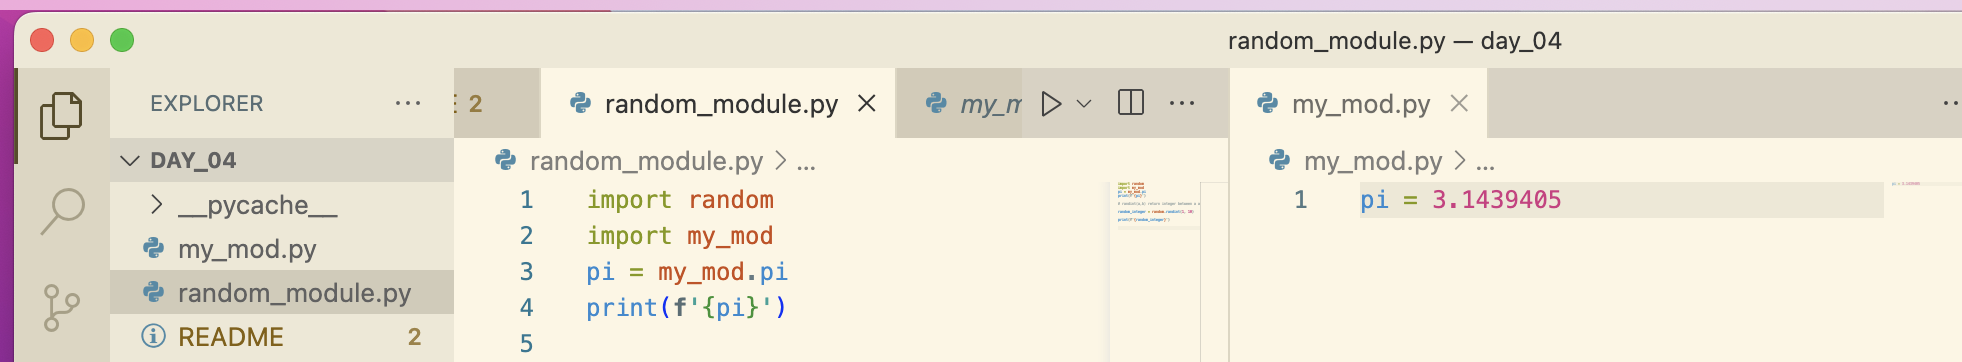 random_module.py — day_04
EXPLORER
2
random_module.py
my_m
my_mod.py
DAY_04
random_module.py > ...
my_mod.py > ...
__pycache__
my_mod.py
random_module.py
README 2
1 import random
2 import my_mod
3 pi = my_mod.pi
4 print(f'{pi}')
5
1 pi = 3.1439405